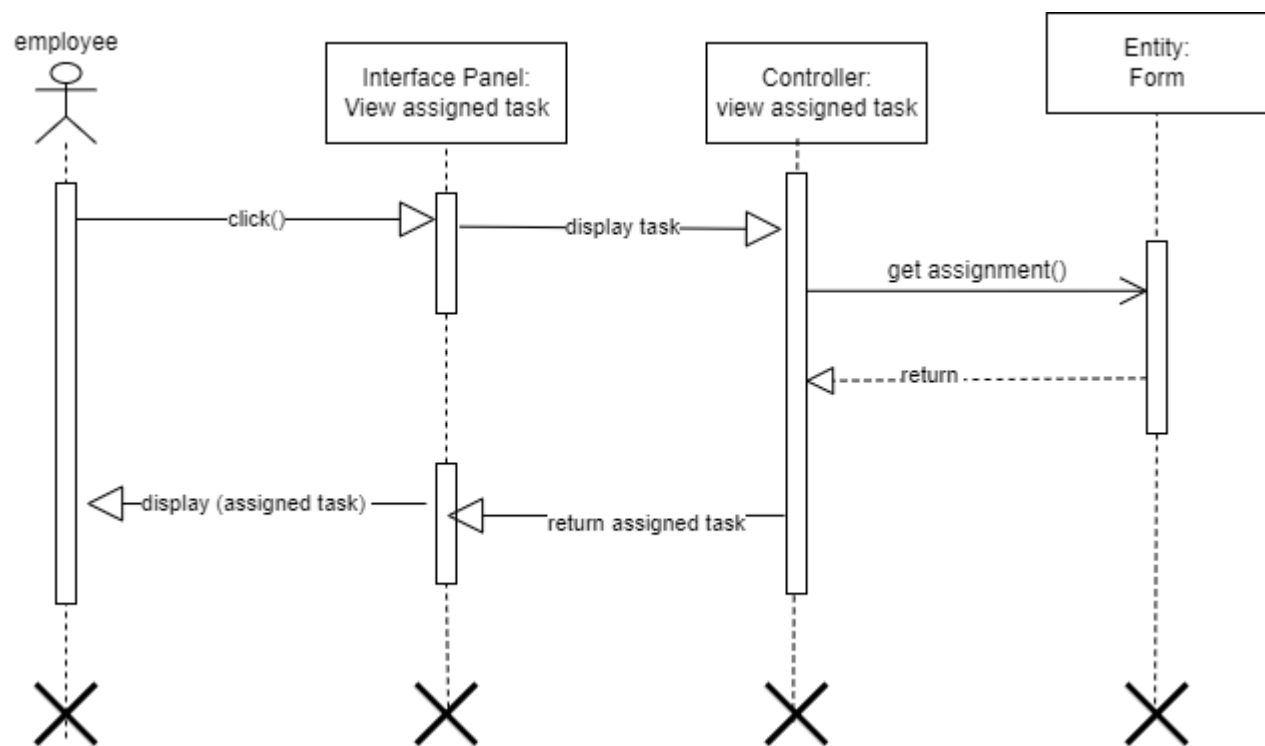 employee
Interface Panel:
View assigned task
Controller:
view assigned task
Entity:
Form
click()
display task
get assignment()
return
display (assigned task)
return assigned task